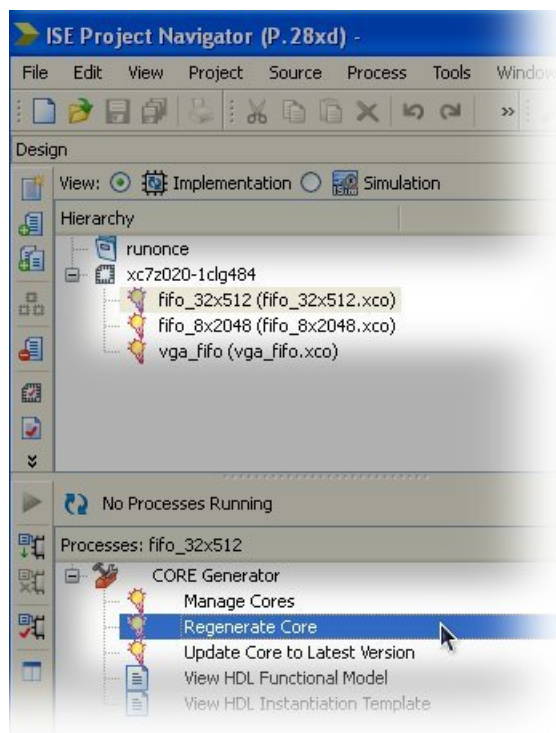 ISE Project Navigator (P.28xd) -
File Edit View Project Source Process Tools Window
»
Design
View: Implementation Simulation
Hierarchy
runonce
xc7z020-1clg484
fifo_32x512 (fifo_32x512.xco)
fifo_8x2048 (fifo_8x2048.xco)
vga_fifo (vga_fifo.xco)
No Processes Running
Processes: fifo_32x512
CORE Generator
Manage Cores
Regenerate Core
Update Core to Latest Version
View HDL Functional Model
View HDL Instantiation Template